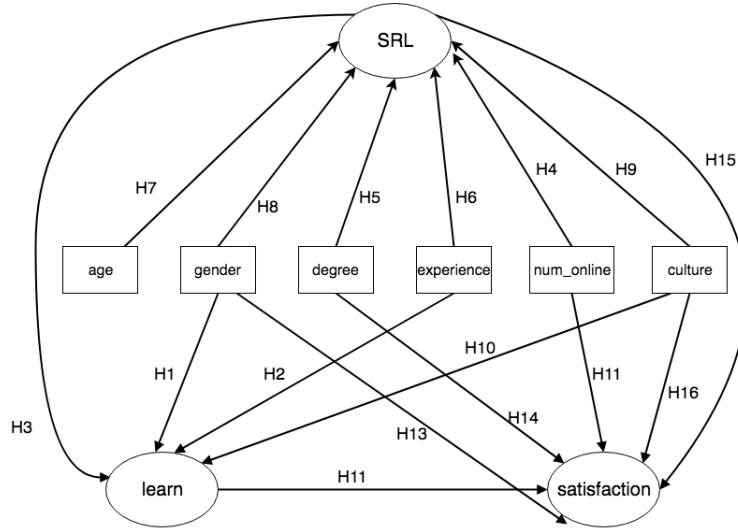 SRL
H15
H7
H8
H5
H6
H4
H9
age
gender
degree
experience
num_online
culture
H1
H2
H10
H11
H16
H3
H13
H14
H11
learn
satisfaction